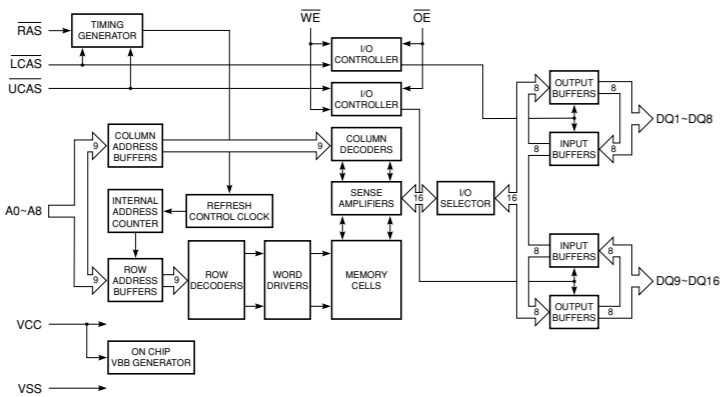 WE
OE
RAS
TIMING
GENERATOR
I/O
CONTROLLER
LCAS
UCAS
I/O
CONTROLLER
OUTPUT
BUFFERS
8
8
DQ1~DQ8
INPUT
BUFFERS
8
8
COLUMN
ADDRESS
BUFFERS
9
9
COLUMN
DECODERS
A0~A8
INTERNAL
ADDRESS
COUNTER
REFRESH
CONTROL CLOCK
SENSE
AMPLIFIERS
16
I/O
SELECTOR
16
ROW
ADDRESS
BUFFERS
9
9
ROW
DECODERS
WORD
DRIVERS
MEMORY
CELLS
INPUT
BUFFERS
8
8
DQ9~DQ16
OUTPUT
BUFFERS
8
8
VCC
ON CHIP
VBB GENERATOR
VSS